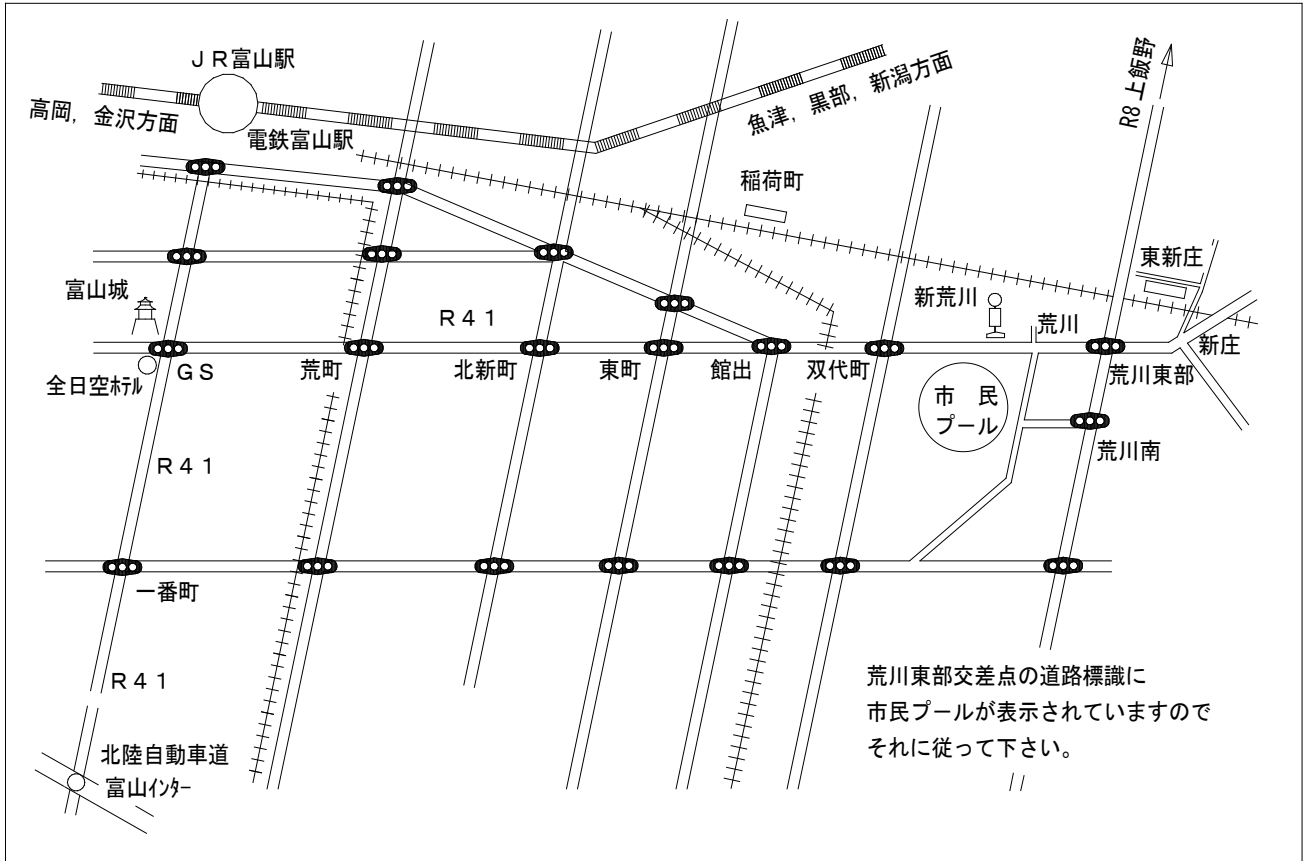 ＪＲ富山駅
高岡，金沢方面
電鉄富山駅
魚津，黒部，新潟方面
R8 上飯野
稲荷町
東新庄
新荒川
荒川
新庄
富山城
Ｒ４１
全日空ﾎﾃﾙ
ＧＳ
荒町
北新町
東町
館出
双代町
荒川東部
市　民
プール
荒川南
Ｒ４１
一番町
Ｒ４１
荒川東部交差点の道路標識に
市民プールが表示されていますので
それに従って下さい。
北陸自動車道
富山ｲﾝﾀｰ